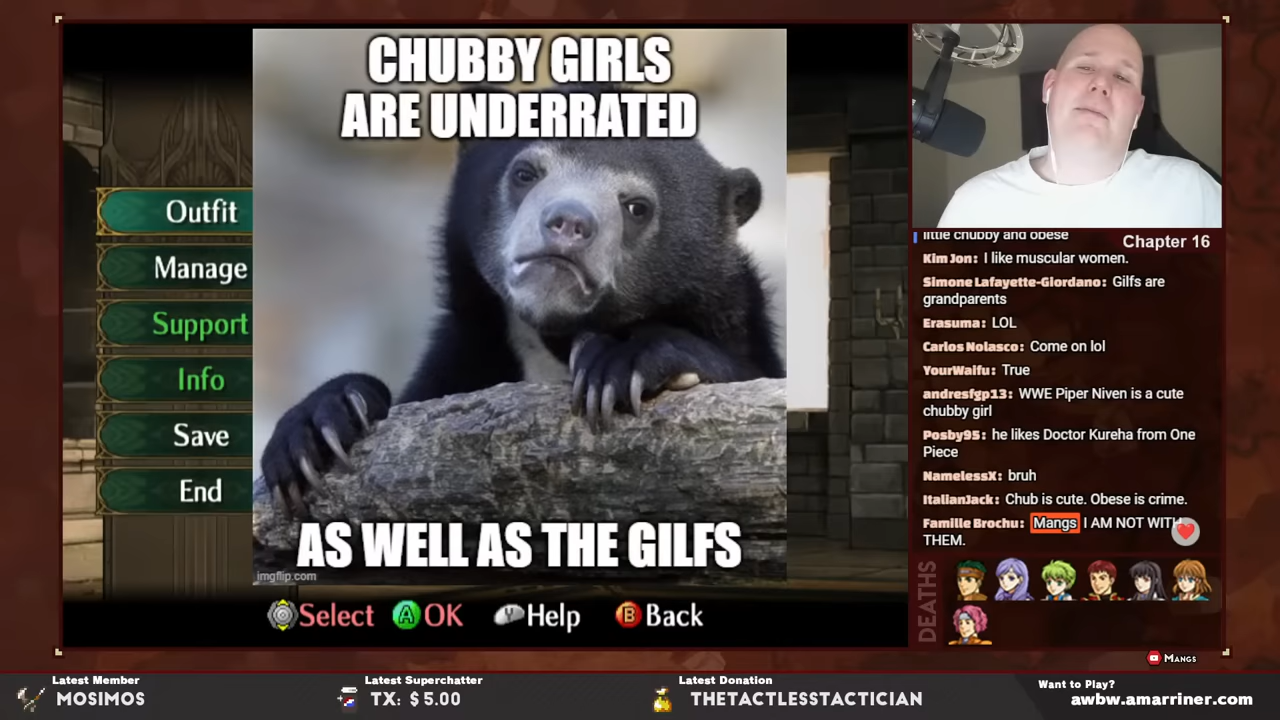 CHUBBY GIRLS
ARE UNDERRATED
AS WELL AS THE GILFS
imgflip.com
Outfit
Manage
Support
Info
Save
End
Select
A OK
Y Help
B Back
little chubby and obese
Chapter 16
Kim Jon: I like muscular women.
Simone Lafayette-Giordano: Gilfs are
grandparents
Erasuma: LOL
Carlos Nolasco: Come on lol
YourWaifu: True
andresfgp13: WWE Piper Niven is a cute
chubby girl
Posby95: he likes Doctor Kureha from One
Piece
NamelessX: bruh
ItalianJack: Chub is cute. Obese is crime.
Famille Brochu: Mangs I AM NOT WITH
THEM.
DEATHS
Mangs
Latest Member
MOSIMOS
Latest Superchatter
TX: $5.00
Latest Donation
THETACTLESSTACTICIAN
Want to Play?
awbw.amarriner.com